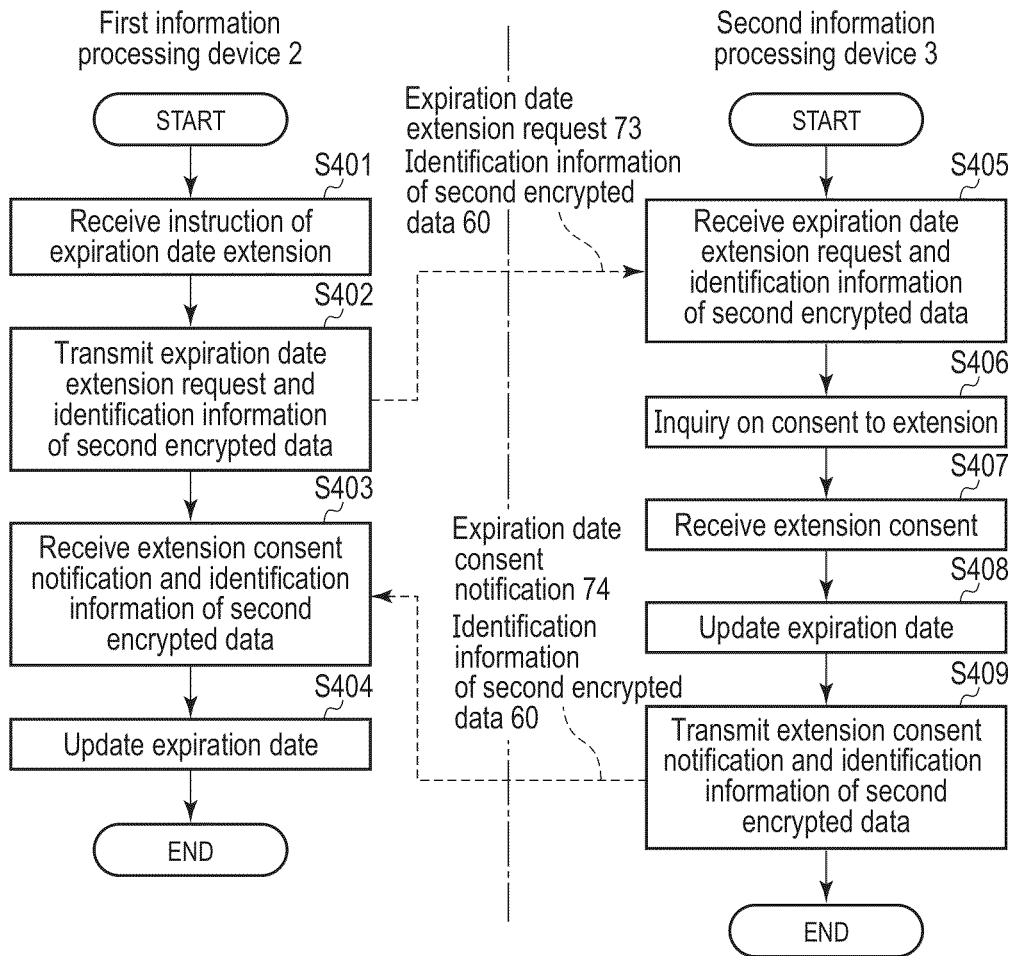 First information
processing device 2
START
S401
Receive instruction of
expiration date extension
S402
Transmit expiration date
extension request and
identification information
of second encrypted data
S403
Receive extension consent
notification and identification
information of second
encrypted data
S404
Update expiration date
END
Expiration date
extension request 73
Identification information
of second encrypted
data 60
Expiration date
consent
notification 74
Identification
information
of second encrypted
data 60
Second information
processing device 3
START
S405
Receive expiration date
extension request and
identification information
of second encrypted data
S406
Inquiry on consent to extension
S407
Receive extension consent
S408
Update expiration date
S409
Transmit extension consent
notification and identification
information of second
encrypted data
END